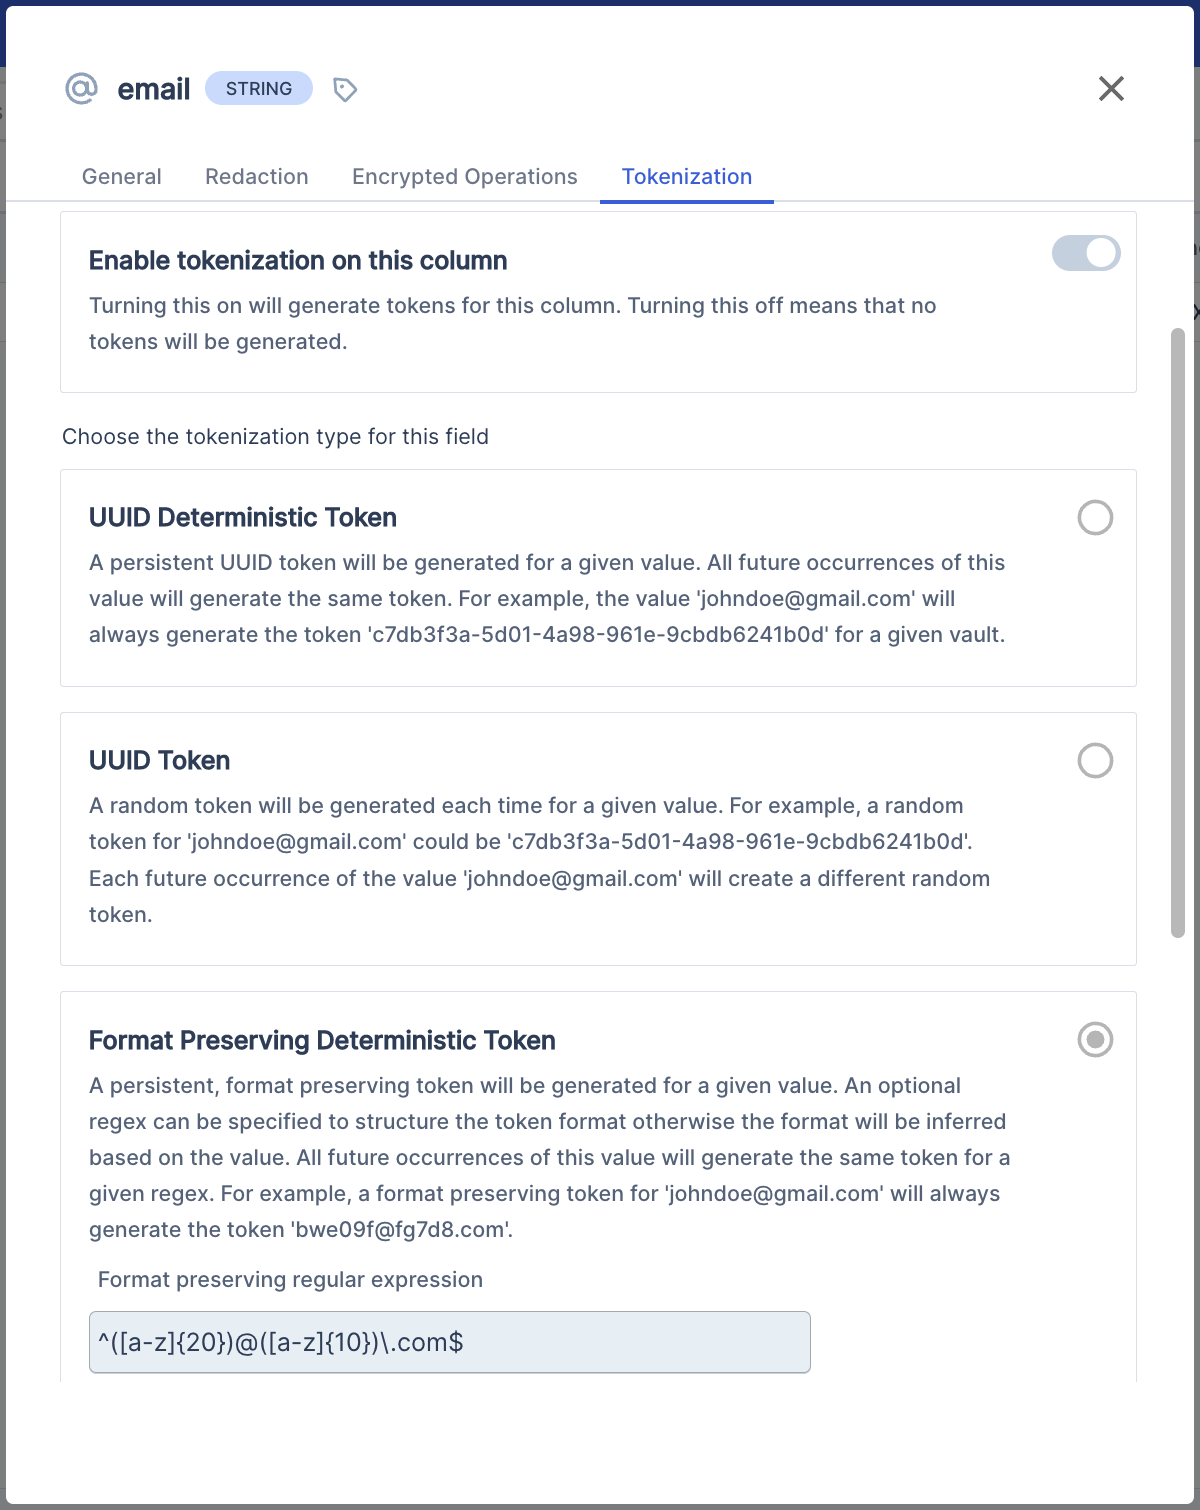 email STRING
General Redaction Encrypted Operations Tokenization
Enable tokenization on this column
Turning this on will generate tokens for this column. Turning this off means that no
tokens will be generated.
Choose the tokenization type for this field
UUID Deterministic Token
A persistent UUID token will be generated for a given value. All future occurrences of this
value will generate the same token. For example, the value 'johndoe@gmail.com' will
always generate the token 'c7db3f3a-5d01-4a98-961e-9cbdb6241b0d' for a given vault.
UUID Token
A random token will be generated each time for a given value. For example, a random
token for 'johndoe@gmail.com' could be 'c7db3f3a-5d01-4a98-961e-9cbdb6241b0d'.
Each future occurrence of the value 'johndoe@gmail.com' will create a different random
token.
Format Preserving Deterministic Token
A persistent, format preserving token will be generated for a given value. An optional
regex can be specified to structure the token format otherwise the format will be inferred
based on the value. All future occurrences of this value will generate the same token for a
given regex. For example, a format preserving token for 'johndoe@gmail.com' will always
generate the token 'bwe09f@fg7d8.com'.
Format preserving regular expression
^([a-z]{20})@([a-z]{10})\.com$